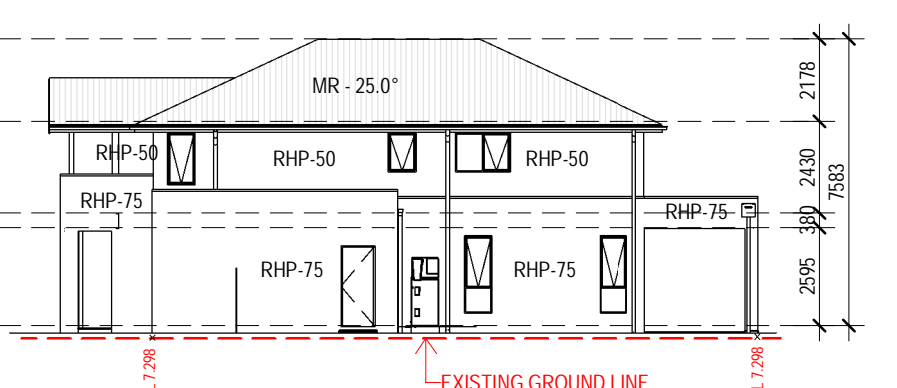 MR - 25.0°
RHP-50
RHP-50
RHP-50
RHP-75
RHP-75
RHP-75
RHP-75
2178
2430
7583
380
2595
L 7.298
L 7.298
EXISTING GROUND LINE